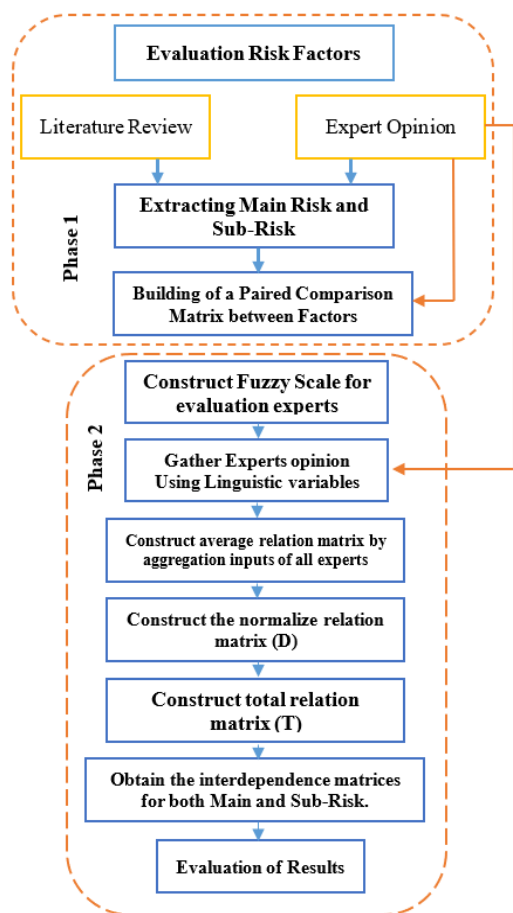 Evaluation Risk Factors
Literature Review
Expert Opinion
Extracting Main Risk and
Sub-Risk
Building of a Paired Comparison
Matrix between Factors
Phase 1
Construct Fuzzy Scale for
evaluation experts
Phase 2
Gather Experts opinion
Using Linguistic variables
Construct average relation matrix by
aggregation inputs of all experts
Construct the normalize relation
matrix (D)
Construct total relation
matrix (T)
Obtain the interdependence matrices
for both Main and Sub-Risk.
Evaluation of Results